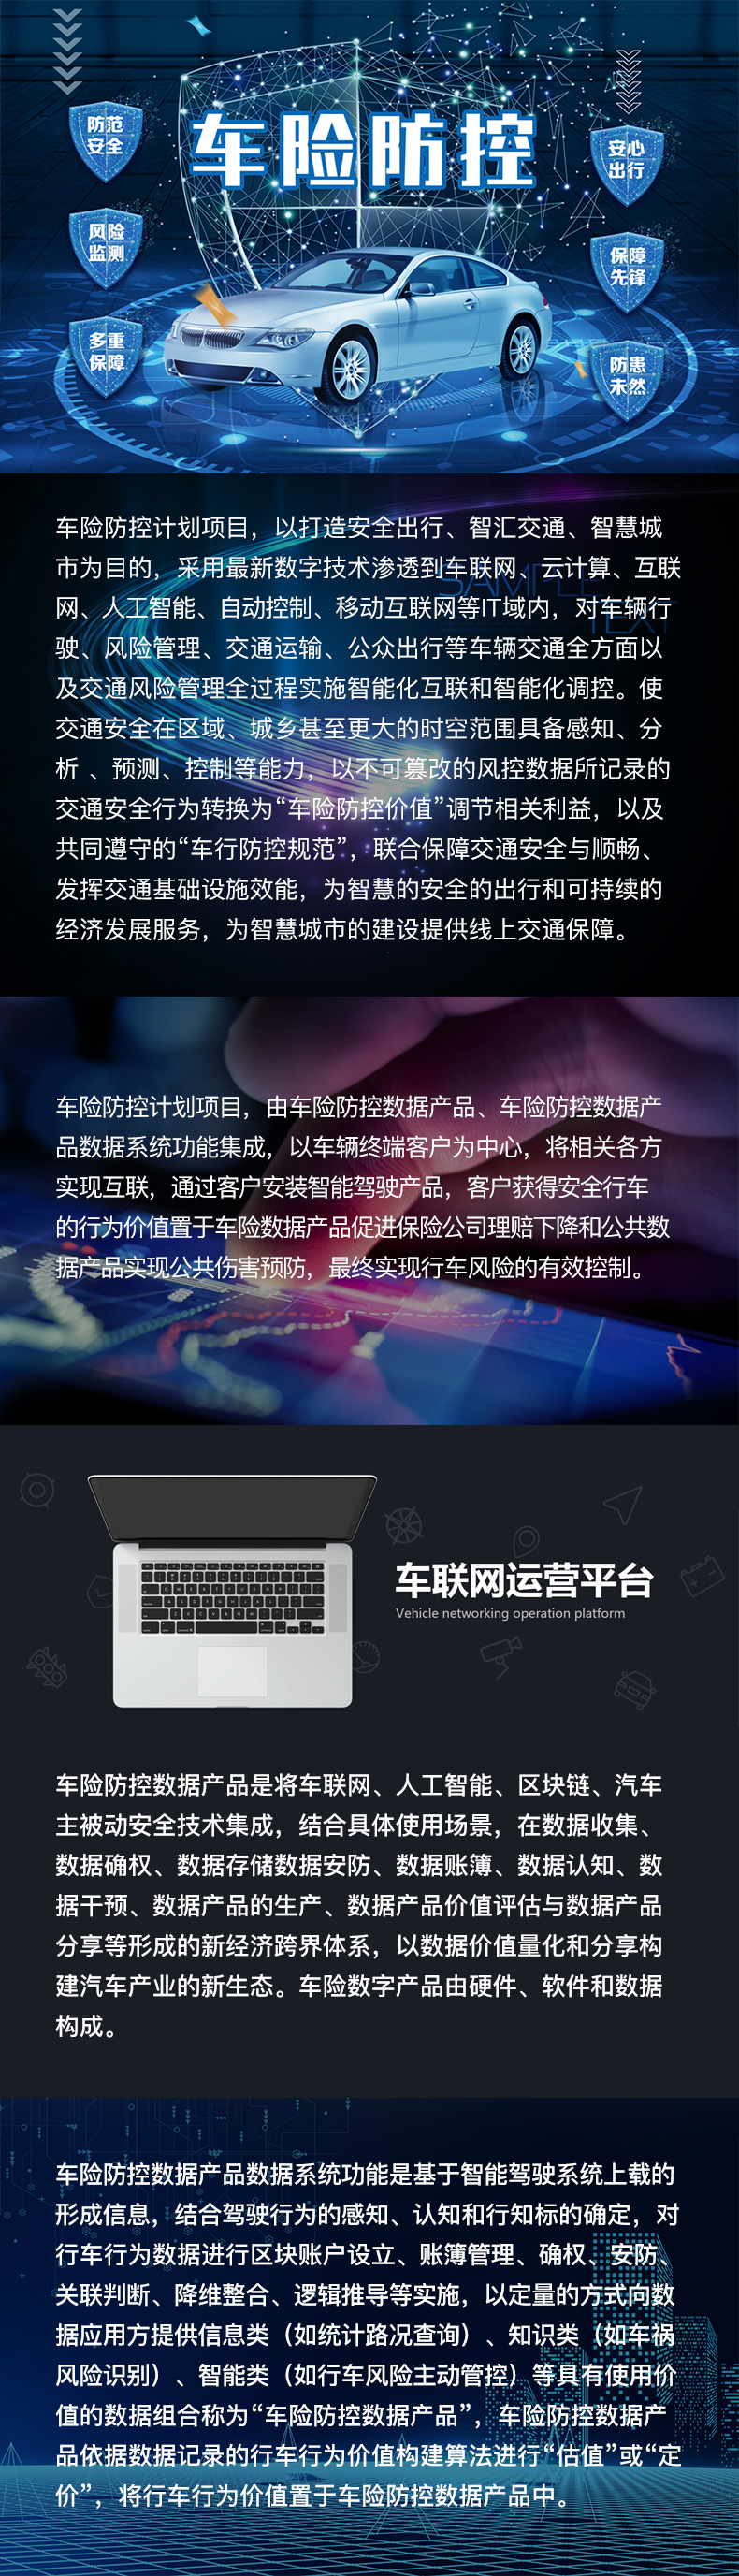 防范
安全
风险
监测
多重
保障
车险防控
安心
出行
保障
先锋
防患
未然
车险防控计划项目，以打造安全出行、智汇交通、智慧城
市为目的，采用最新数字技术渗透到车联网、云计算、互联
网、人工智能、自动控制、移动互联网等IT域内，对车辆行
驶、风险管理、交通运输、公众出行等车辆交通全方面以
及交通风险管理全过程实施智能化互联和智能化调控。使
交通安全在区域、城乡甚至更大的时空范围具备感知、分
析 、预测、控制等能力，以不可篡改的风控数据所记录的
交通安全行为转换为“车险防控价值”调节相关利益，以及
共同遵守的“车行防控规范”，联合保障交通安全与顺畅、
发挥交通基础设施效能，为智慧的安全的出行和可持续的
经济发展服务，为智慧城市的建设提供线上交通保障。
SAMPLE
TEXT
车险防控计划项目，由车险防控数据产品、车险防控数据产
品数据系统功能集成，以车辆终端客户为中心，将相关各方
实现互联，通过客户安装智能驾驶产品，客户获得安全行车
的行为价值置于车险数据产品促进保险公司理赔下降和公共数
据产品实现公共伤害预防，最终实现行车风险的有效控制。
车联网运营平台
Vehicle networking operation platform
车险防控数据产品是将车联网、人工智能、区块链、汽车
主被动安全技术集成，结合具体使用场景，在数据收集、
数据确权、数据存储数据安防、数据账簿、数据认知、数
据干预、数据产品的生产、数据产品价值评估与数据产品
分享等形成的新经济跨界体系，以数据价值量化和分享构
建汽车产业的新生态。车险数字产品由硬件、软件和数据
构成。
车险防控数据产品数据系统功能是基于智能驾驶系统上载的
形成信息，结合驾驶行为的感知、认知和行知标的确定，对
行车行为数据进行区块账户设立、账簿管理、确权、安防、
关联判断、降维整合、逻辑推导等实施，以定量的方式向数
据应用方提供信息类（如统计路况查询）、知识类（如车祸
风险识别）、智能类（如行车风险主动管控）等具有使用价
值的数据组合称为“车险防控数据产品”，车险防控数据产
品依据数据记录的行车行为价值构建算法进行“估值”或“定
价”，将行车行为价值置于车险防控数据产品中。